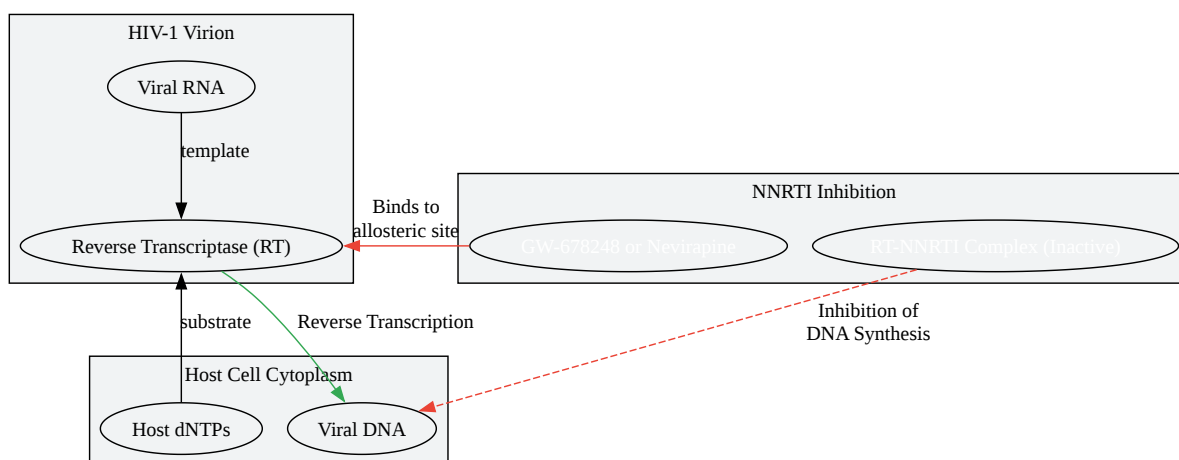 HIV-1 Virion
Viral RNA
template
NNRTI Inhibition
Binds to
allosteric site
Reverse Transcriptase (RT)
GW-678248 or Nevirapine
RT-NNRTI Complex (Inactive)
substrate
Reverse Transcription
Inhibition of
DNA Synthesis
Host Cell Cytoplasm
Host dNTPs
Viral DNA